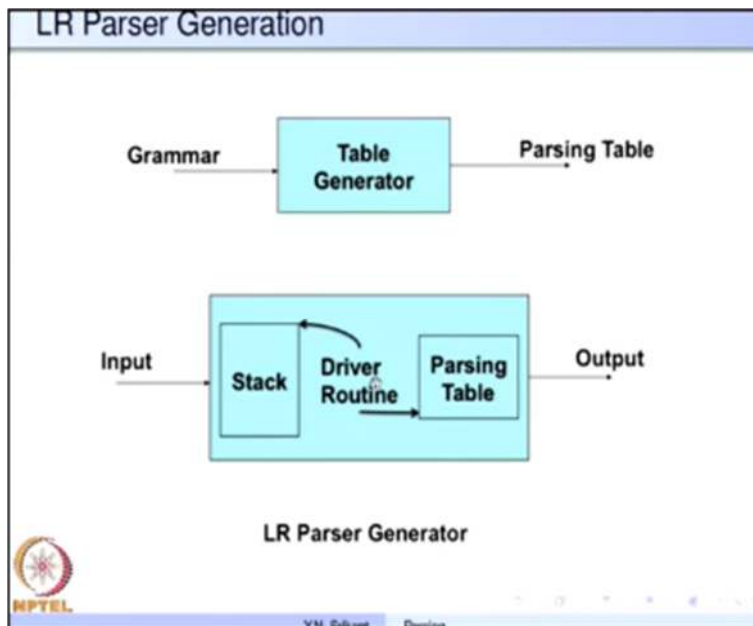 LR Parser Generation
Grammar
Table
Generator
Parsing Table
Input
Stack
Driver
Routine
Parsing
Table
Output
LR Parser Generator
NPTEL
Parsing